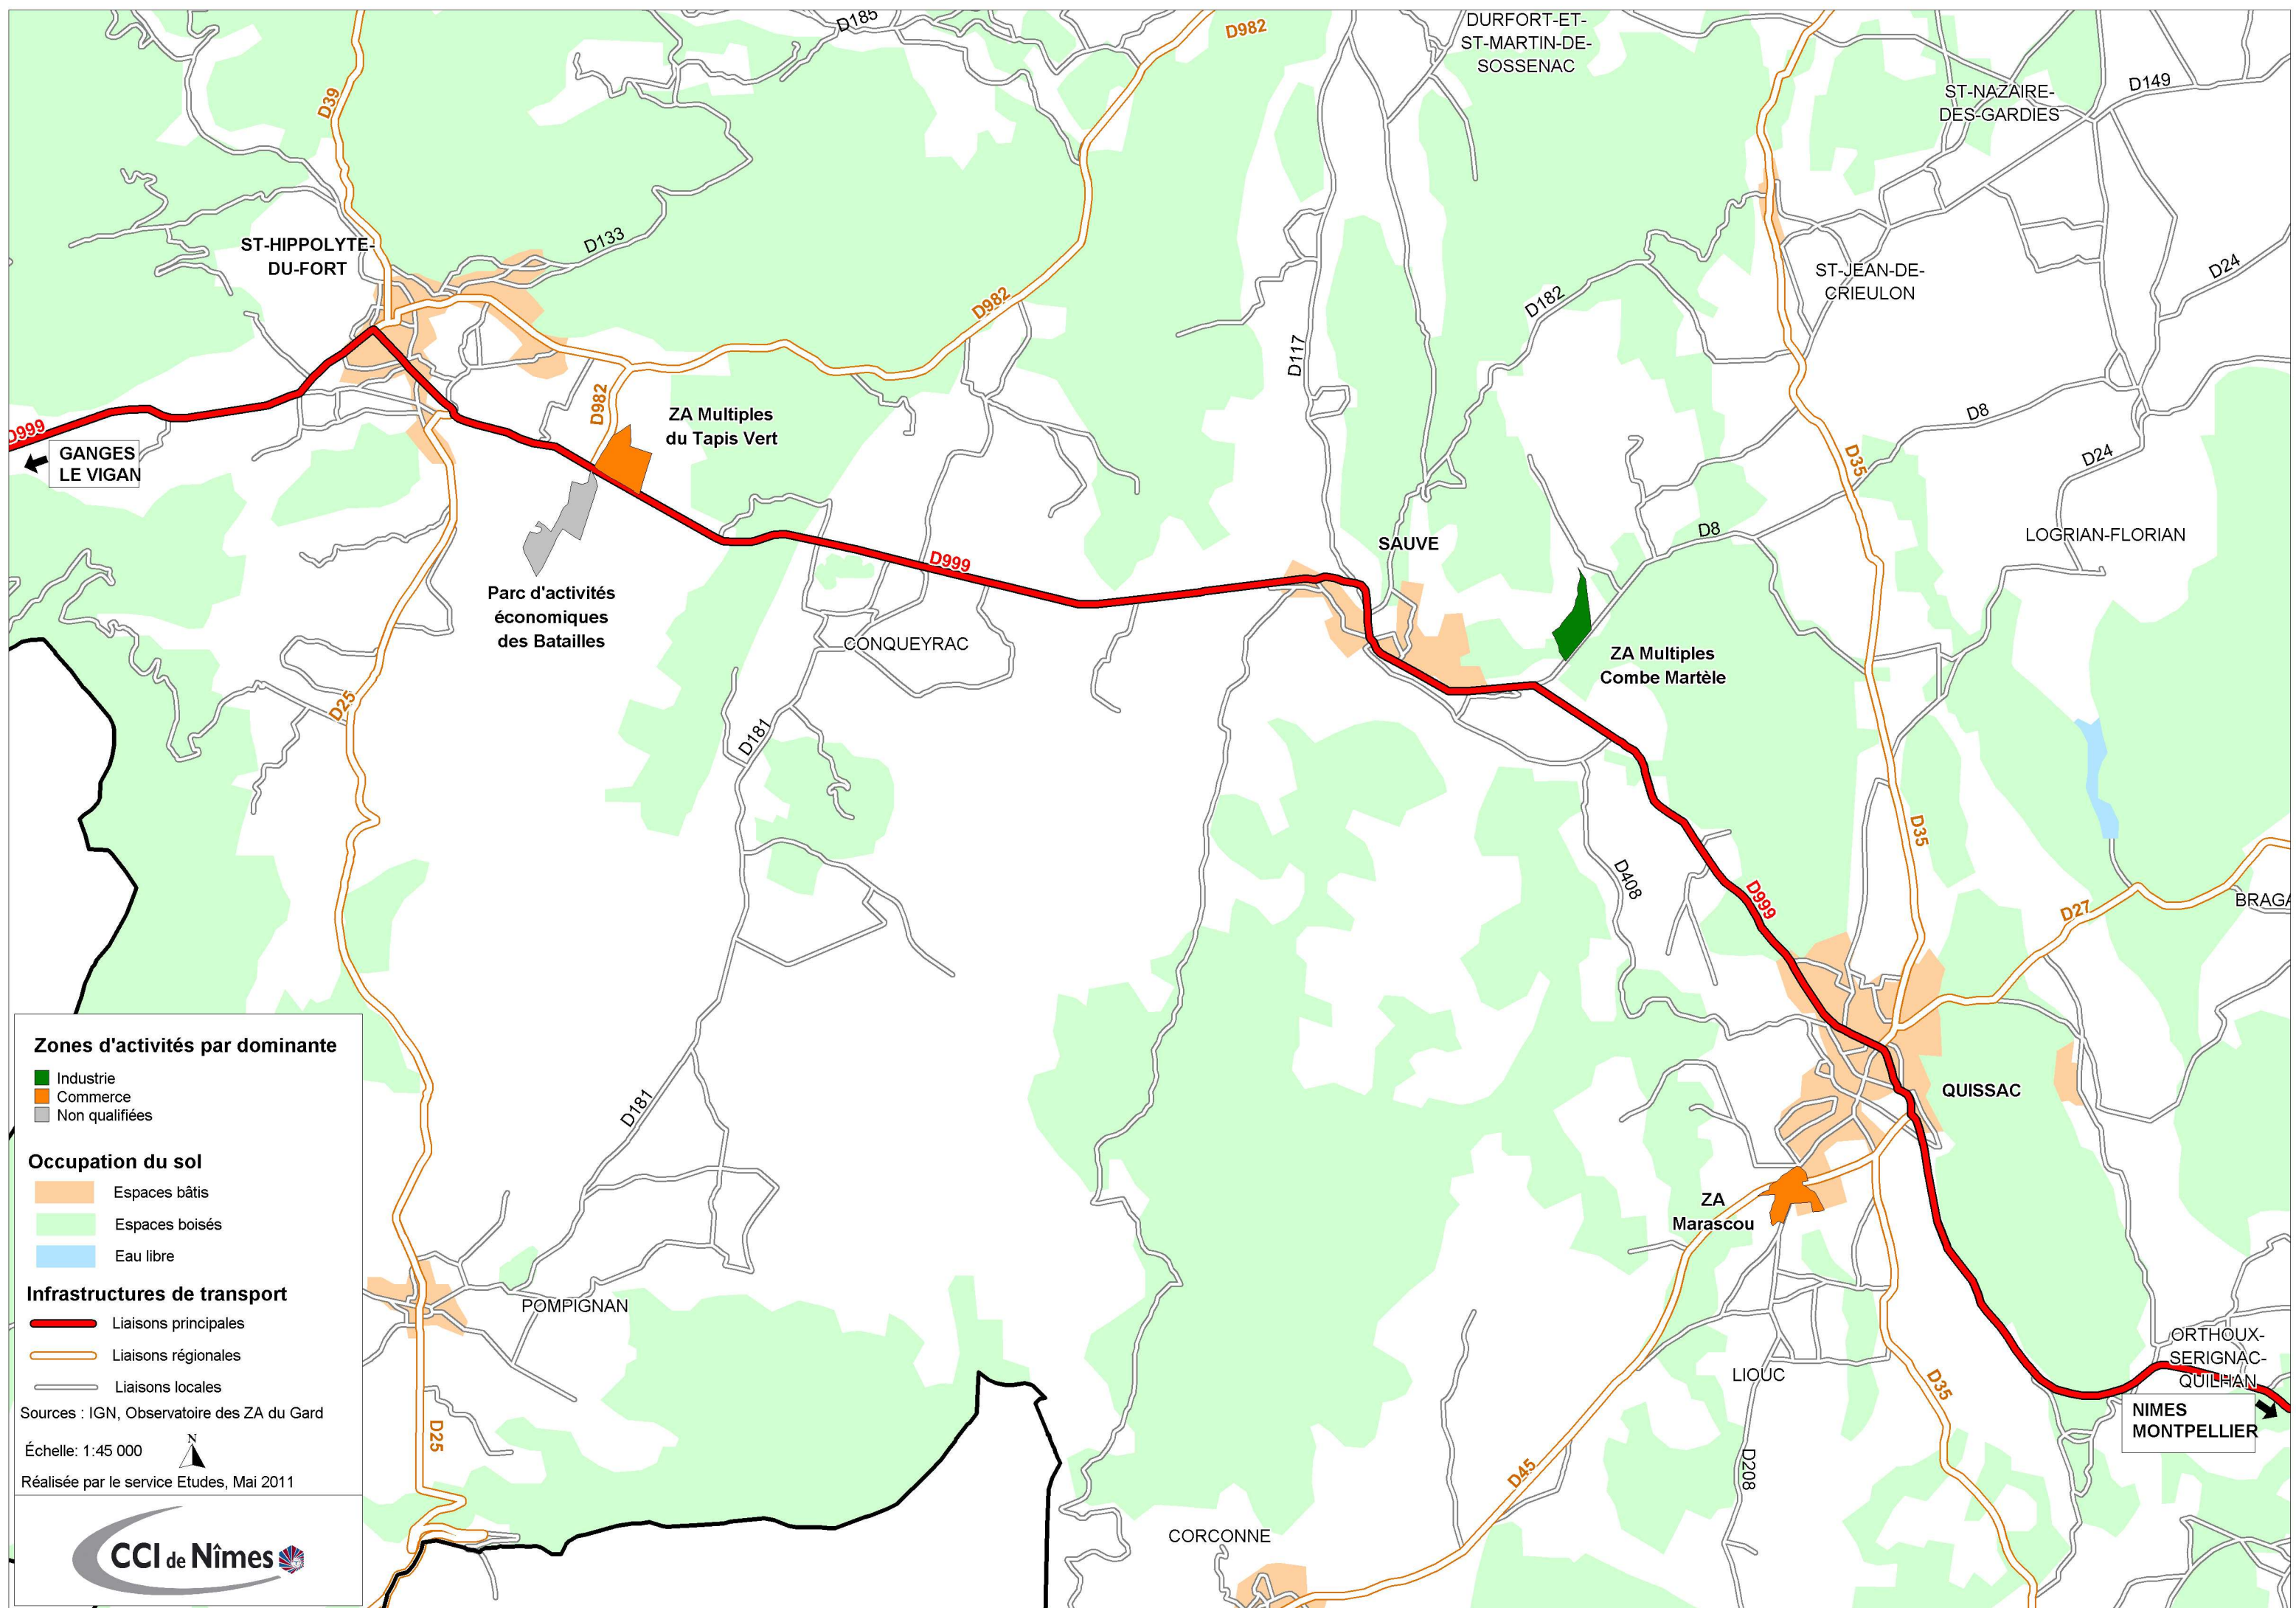 D185
D982
DURFORT-ET-
ST-MARTIN-DE-
SOSSENAC
ST-NAZAIRE-
DES-GARDIES
D149
D39
ST-HIPPOLYTE-
DU-FORT
D133
D982
D182
ST-JEAN-DE-
CRIEULON
D24
D117
D982
ZA Multiples
du Tapis Vert
D8
D999
GANGES
LE VIGAN
D35
D24
D8
LOGRIAN-FLORIAN
SAUVE
D999
Parc d'activités
économiques
des Batailles
CONQUEYRAC
ZA Multiples
Combe Martèle
D25
D181
D35
D408
D999
D27
BRAGA
D181
QUISSAC
ZA
Marascou
POMPIGNAN
LIOUC
D35
ORTHOUX-
SERIGNAC-
QUILHAN
NIMES
MONTPELLIER
D25
D45
D208
CORCONNE
Zones d'activités par dominante
Industrie
Commerce
Non qualifiées
Occupation du sol
Espaces bâtis
Espaces boisés
Eau libre
Infrastructures de transport
Liaisons principales
Liaisons régionales
Liaisons locales
Sources : IGN, Observatoire des ZA du Gard
Échelle: 1:45 000
N
Réalisée par le service Etudes, Mai 2011
CCI de Nîmes